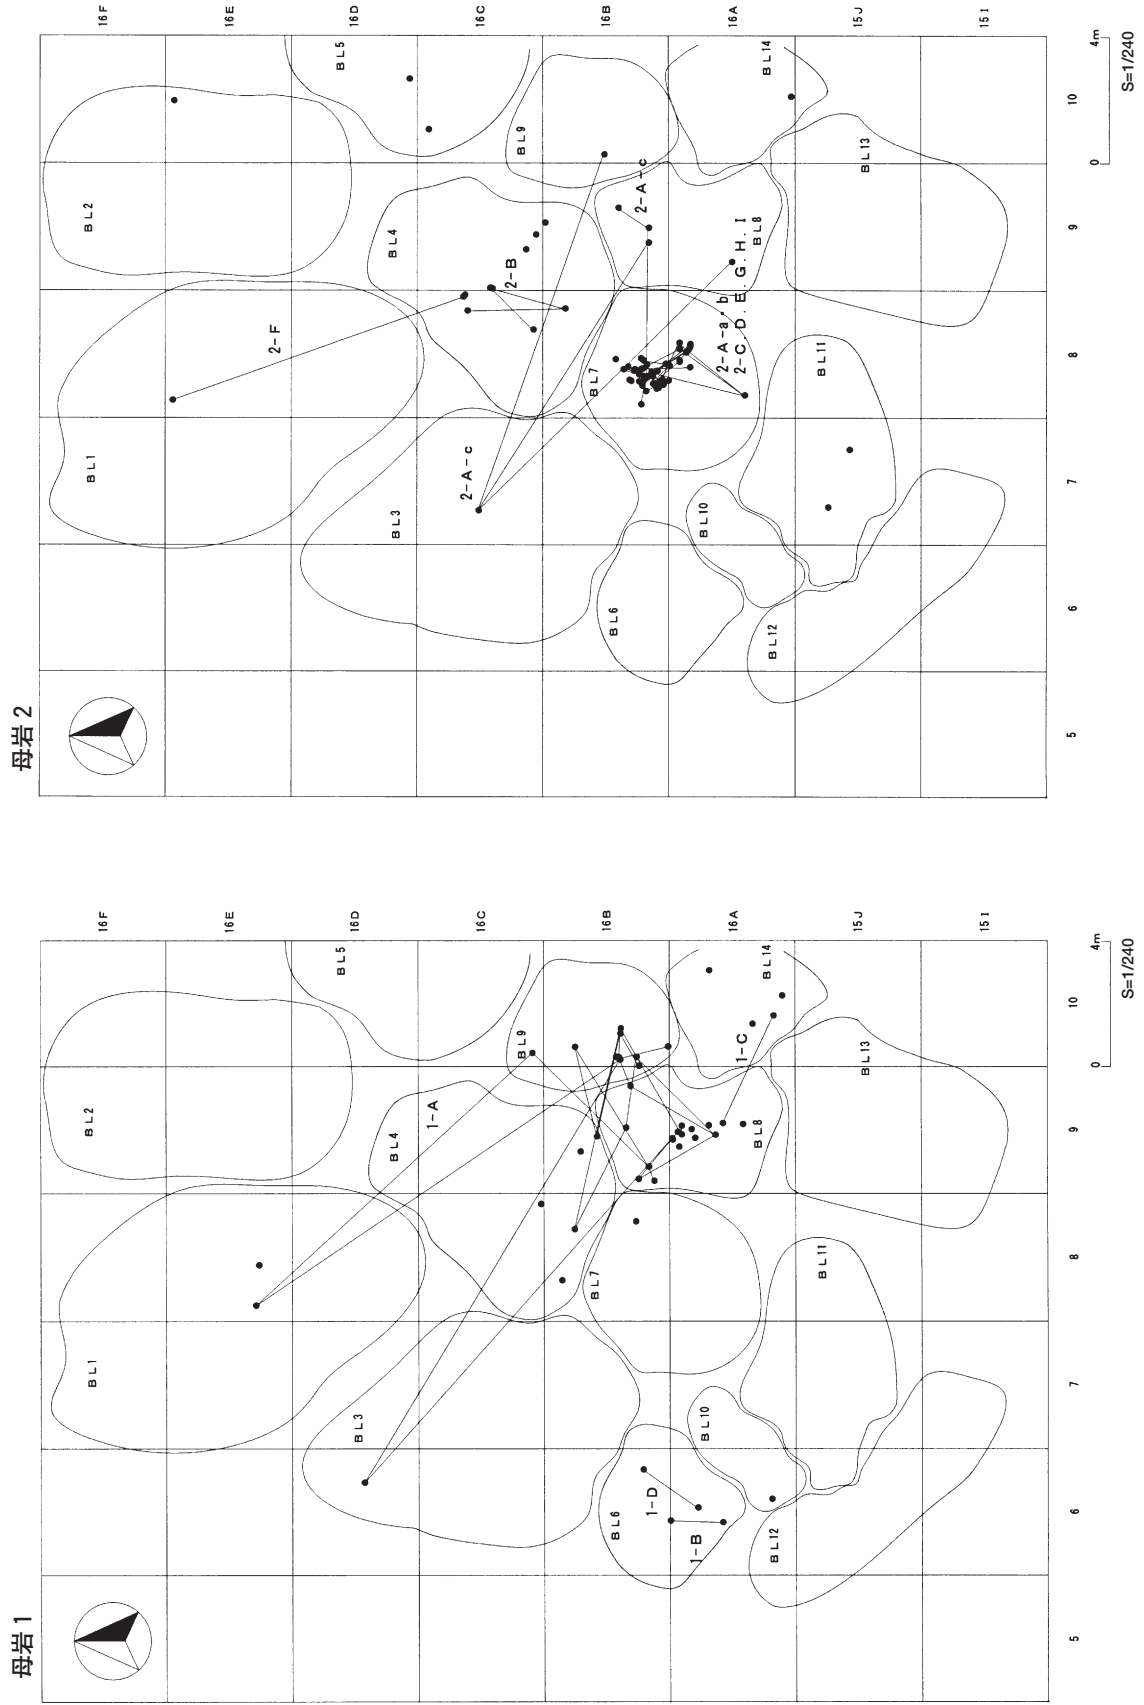 母岩 1
BL1
BL2
BL3
BL4
BL5
BL6
BL7
BL8
BL9
BL10
BL11
BL12
BL13
BL14
1-A
1-B
1-C
1-D
16F
16E
16D
16C
16B
16A
15J
15I
5
6
7
8
9
10
0 4m
S=1/240
母岩 2
BL1
BL2
BL3
BL4
BL5
BL6
BL7
BL8
BL9
BL10
BL11
BL12
BL13
BL14
2-F
2-B
2-A-c
2-A-c
2-A-a・b
2-C.D.E.G.H.I
16F
16E
16D
16C
16B
16A
15J
15I
5
6
7
8
9
10
0 4m
S=1/240